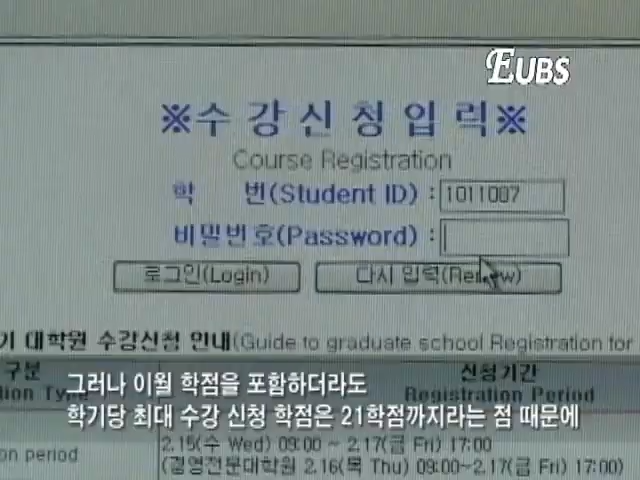 EUBS
※수강신청입력※
Course Registration
학 번(Student ID) : 1011007
비밀번호(Password) :
로그인(Login) 다시 입력(Review)
기 대학원 수강신청 안내(Guide to graduate school Registration for
구분 신청기간
tion Type Registration Period
그러나 이월 학점을 포함하더라도
학기당 최대 수강 신청 학점은 21학점까지라는 점 때문에
on period 2.15(수 Wed) 09:00 ~ 2.17(금 Fri) 17:00
(경영전문대학원 2.16(목 Thu) 09:00~2.17(금 Fri) 17:00)